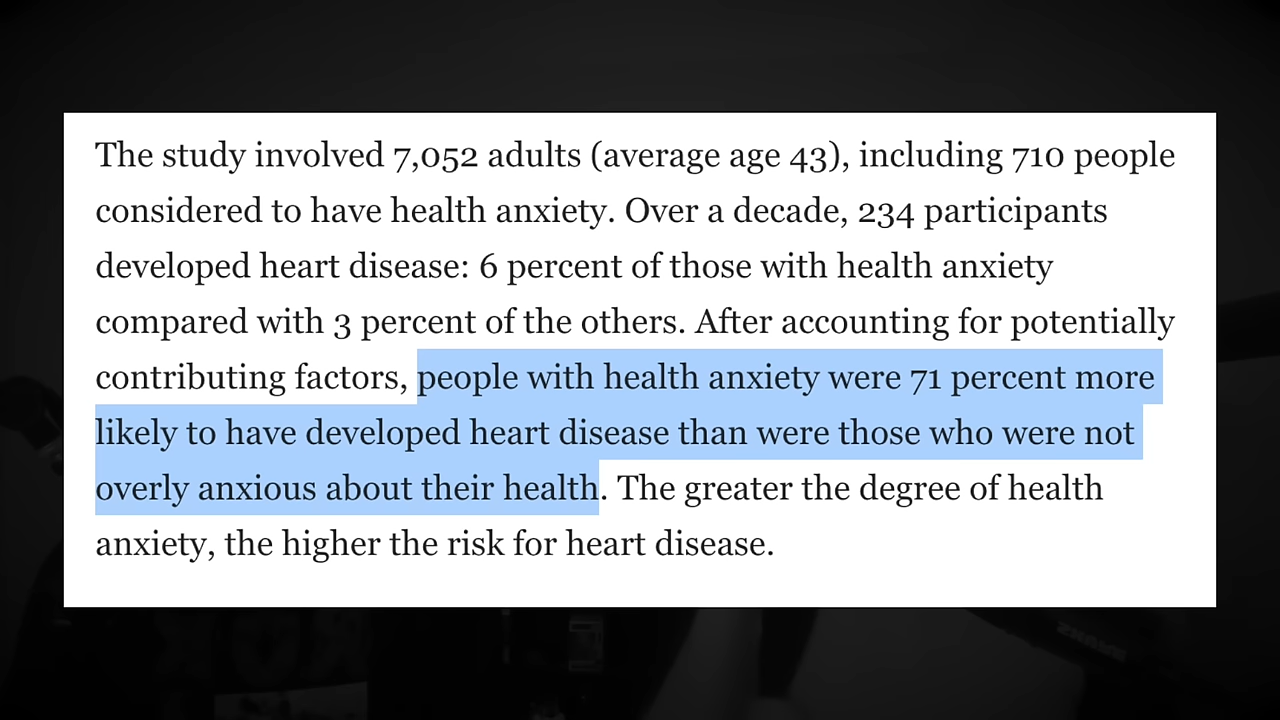 The study involved 7,052 adults (average age 43), including 710 people
considered to have health anxiety. Over a decade, 234 participants
developed heart disease: 6 percent of those with health anxiety
compared with 3 percent of the others. After accounting for potentially
contributing factors, people with health anxiety were 71 percent more
likely to have developed heart disease than were those who were not
overly anxious about their health. The greater the degree of health
anxiety, the higher the risk for heart disease.